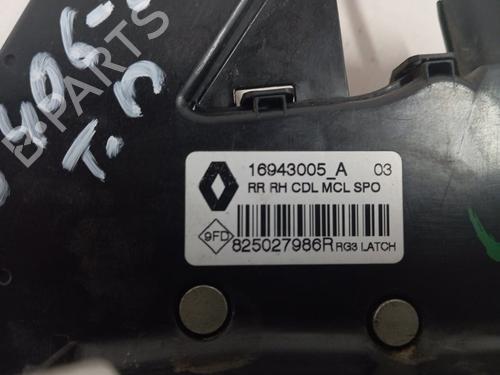 16943005_A 03
RR RH CDL MCL SPO
9FD 825027986R RG3 LATCH
B-PARTS